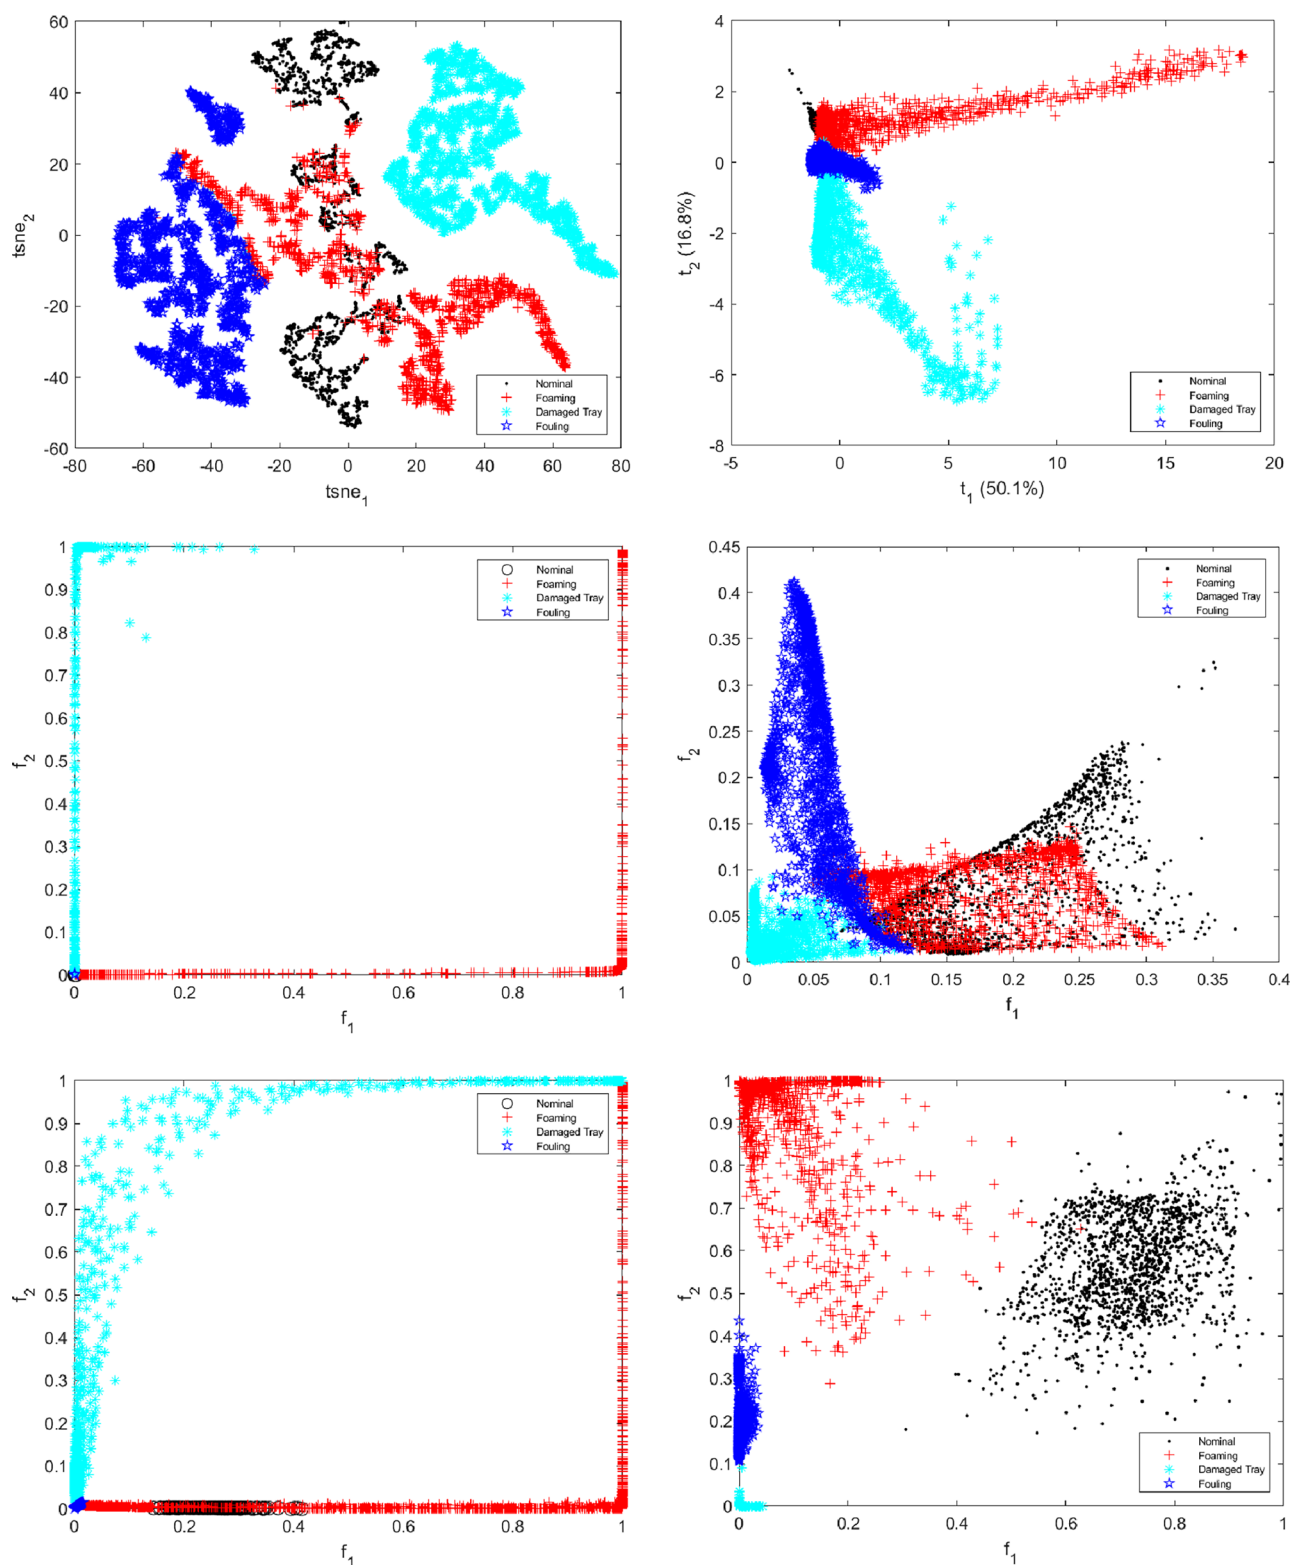 60
40
20
0
-20
-40
-60
-80 -60 -40 -20 0 20 40 60 80
tsne2
tsne1
Nominal
Foaming
Damaged Tray
Fouling
4
2
0
-2
-4
-6
-8
-5 0 5 10 15 20
t2 (16.8%)
t1 (50.1%)
Nominal
Foaming
Damaged Tray
Fouling
1
0.9
0.8
0.7
0.6
0.5
0.4
0.3
0.2
0.1
0
0 0.2 0.4 0.6 0.8 1
f2
f1
Nominal
Foaming
Damaged Tray
Fouling
0.45
0.4
0.35
0.3
0.25
0.2
0.15
0.1
0.05
0
0 0.05 0.1 0.15 0.2 0.25 0.3 0.35 0.4
f2
f1
Nominal
Foaming
Damaged Tray
Fouling
1
0.9
0.8
0.7
0.6
0.5
0.4
0.3
0.2
0.1
0
0 0.2 0.4 0.6 0.8 1
f2
f1
Nominal
Foaming
Damaged Tray
Fouling
1
0.9
0.8
0.7
0.6
0.5
0.4
0.3
0.2
0.1
0
0 0.2 0.4 0.6 0.8 1
f2
f1
Nominal
Foaming
Damaged Tray
Fouling